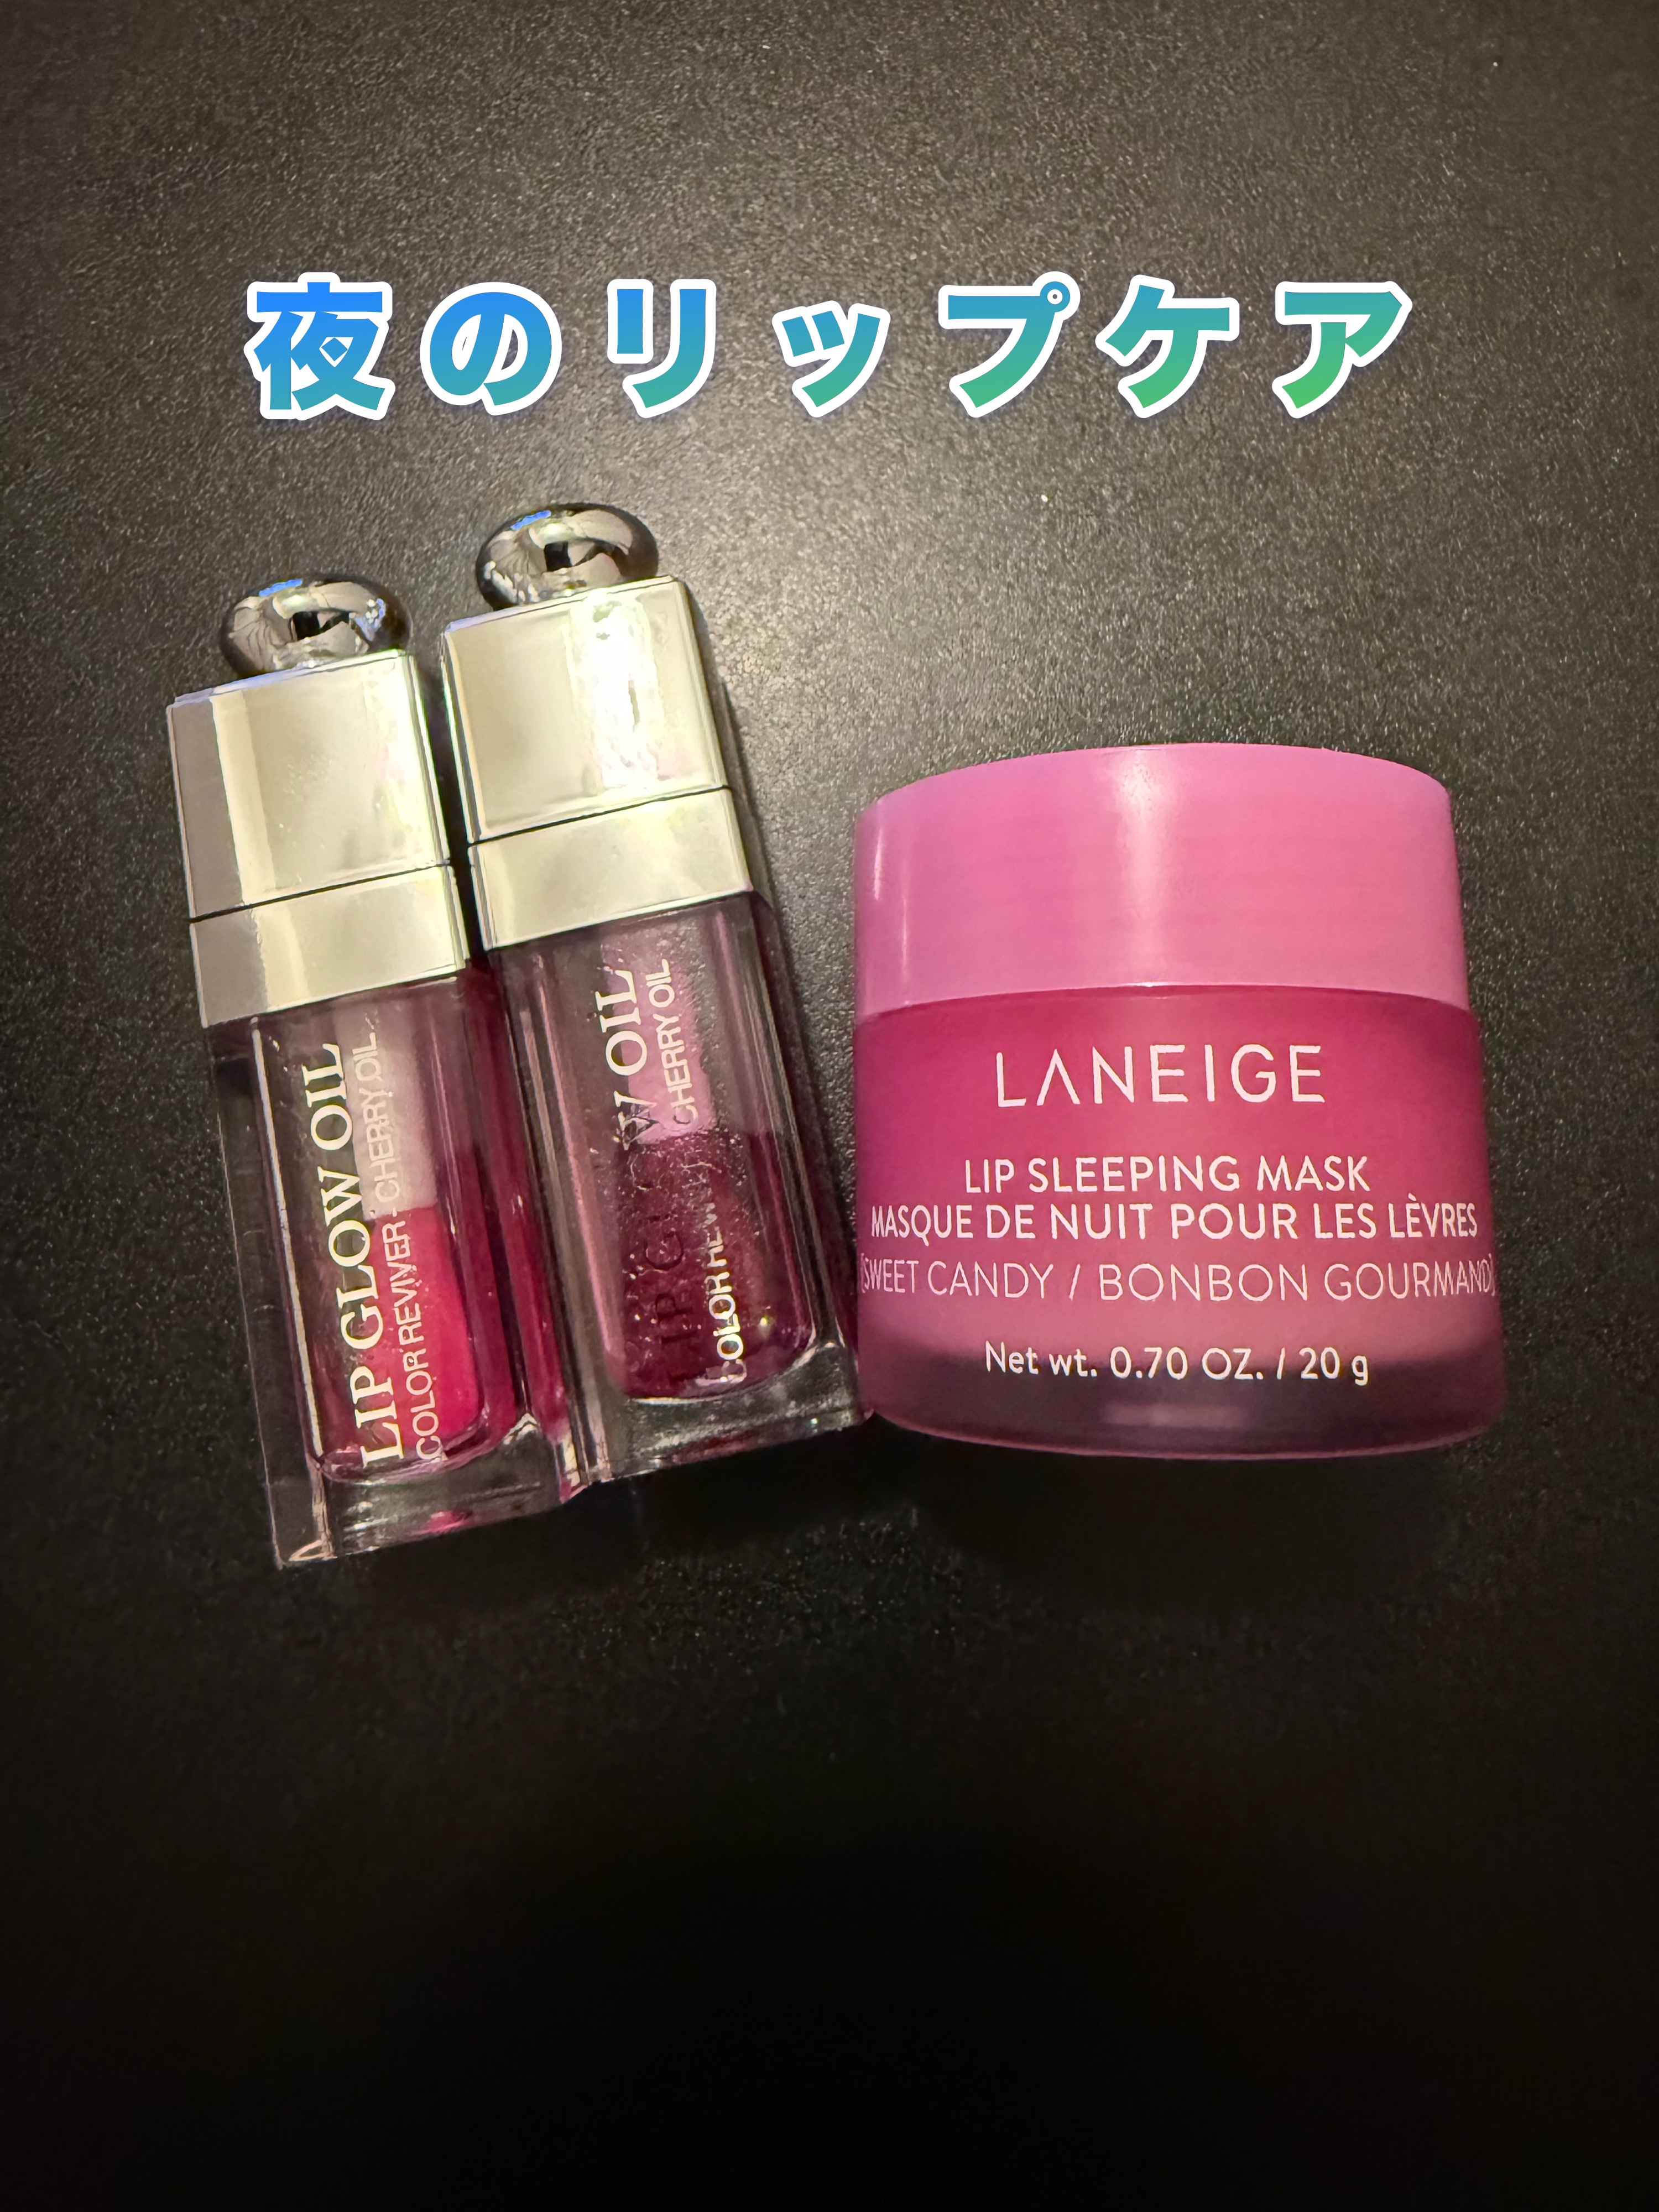 夜のリップケア
LIP GLOW OIL
COLOR REVIVER - CHERRY OIL
OIL
CHERRY OIL
LANEIGE
LIP SLEEPING MASK
MASQUE DE NUIT POUR LES LÈVRES
[SWEET CANDY / BONBON GOURMAND]
Net wt. 0.70 OZ. / 20 g